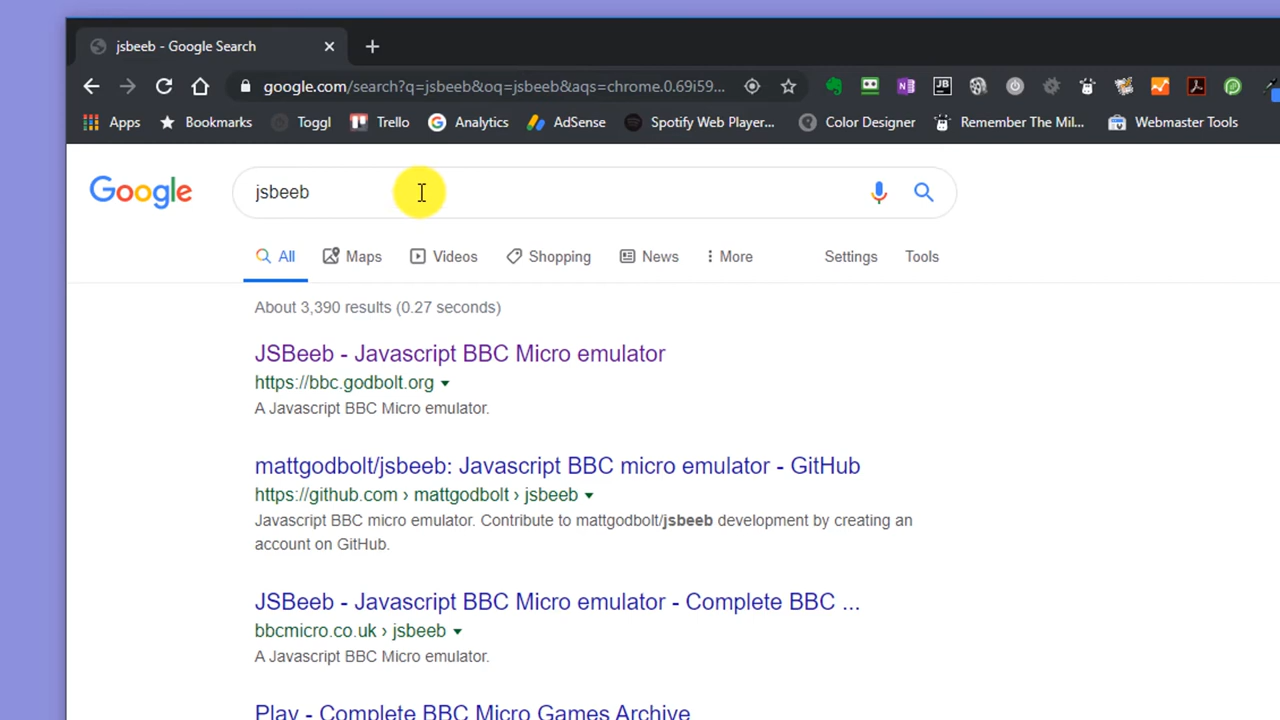 jsbeeb - Google Search
google.com/search?q=jsbeeb&oq=jsbeeb&aqs=chrome.0.69i59...
JB
Apps Bookmarks Toggl Trello Analytics AdSense Spotify Web Player... Color Designer Remember The Mil... Webmaster Tools
Google jsbeeb
All Maps Videos Shopping News More Settings Tools
About 3,390 results (0.27 seconds)
JSBeeb - Javascript BBC Micro emulator
https://bbc.godbolt.org
A Javascript BBC Micro emulator.
mattgodbolt/jsbeeb: Javascript BBC micro emulator - GitHub
https://github.com › mattgodbolt › jsbeeb
Javascript BBC micro emulator. Contribute to mattgodbolt/jsbeeb development by creating an
account on GitHub.
JSBeeb - Javascript BBC Micro emulator - Complete BBC ...
bbcmicro.co.uk › jsbeeb
A Javascript BBC Micro emulator.
Play - Complete BBC Micro Games Archive